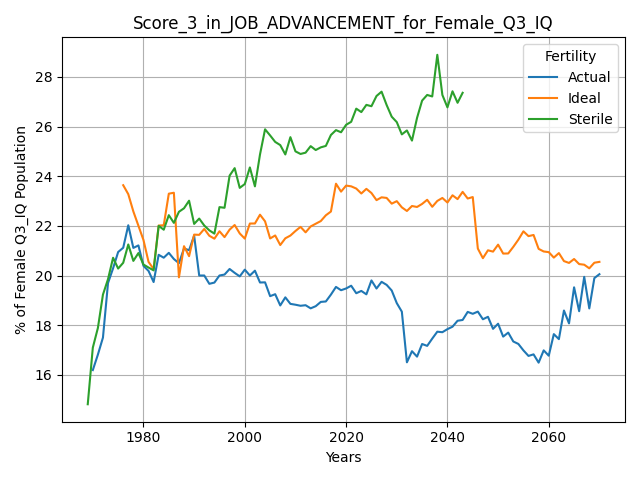 Score_3_in_JOB_ADVANCEMENT_for_Female_Q3_IQ
Fertility
Actual
Ideal
Sterile
% of Female Q3_IQ Population
28
26
24
22
20
18
16
1980 2000 2020 2040 2060
Years